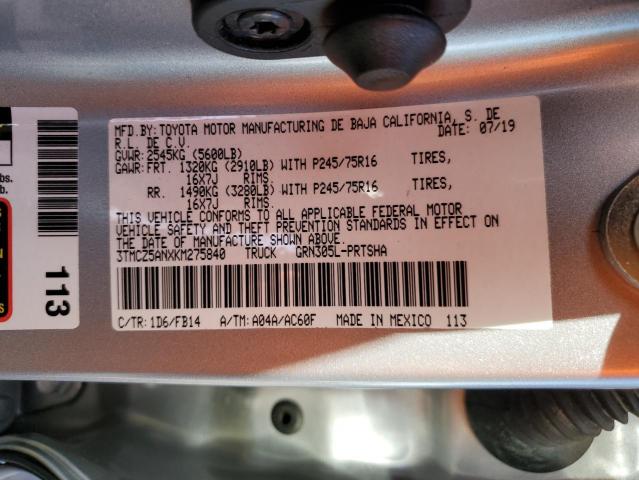 MFD.BY: TOYOTA MOTOR MANUFACTURING DE BAJA CALIFORNIA, S. DE
R.L. DE C.V. DATE: 07/19
GVWR: 2545KG (5600LB)
GAWR: FRT. 1320KG (2910LB) WITH P245/75R16 TIRES,
16X7J RIMS.
RR. 1490KG (3280LB) WITH P245/75R16 TIRES,
16X7J RIMS.
THIS VEHICLE CONFORMS TO ALL APPLICABLE FEDERAL MOTOR
VEHICLE SAFETY AND THEFT PREVENTION STANDARDS IN EFFECT ON
THE DATE OF MANUFACTURE SHOWN ABOVE.
3TMCZ5ANXKM275840 TRUCK GRN305L-PRTSHA
C/TR: 1D6/FB14 A/TM: A04A/AC60F MADE IN MEXICO 113
bs.
b.
113